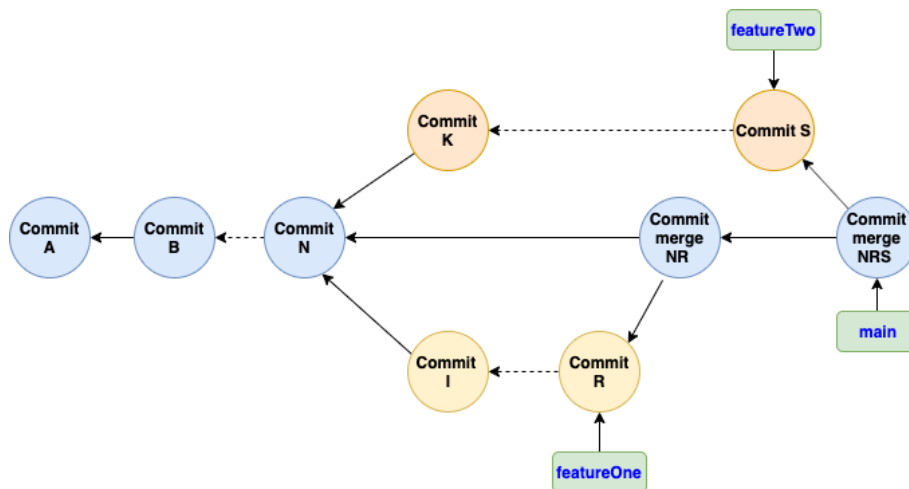 featureTwo
Commit
K
Commit S
Commit
A
Commit
B
Commit
N
Commit
merge
NR
Commit
merge
NRS
main
Commit
I
Commit
R
featureOne